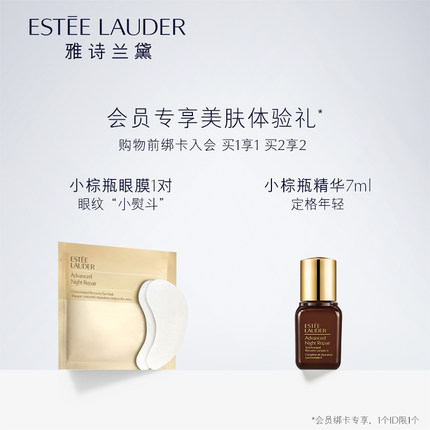 ESTĒE LAUDER
雅诗兰黛
会员专享美肤体验礼*
购物前绑卡入会 买1享1 买2享2
小棕瓶眼膜1对
眼纹“小熨斗”
小棕瓶精华7ml
定格年轻
ESTĒE
LAUDER
Advanced
Night Repair
ESTĒE
LAUDER
Advanced
Night Repair
*会员绑卡专享，1个ID限1个